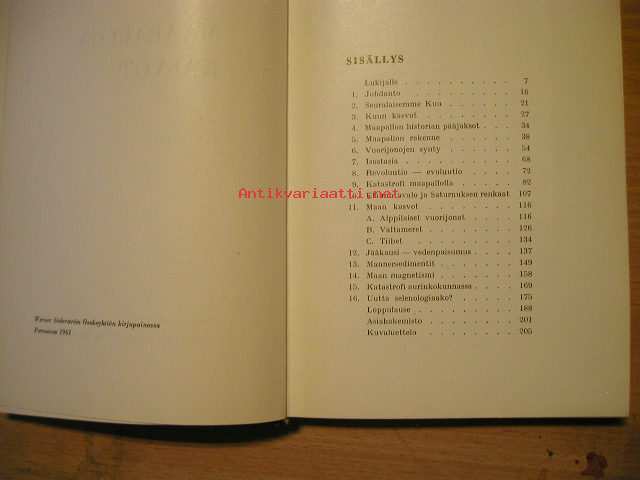 Werner Söderström Osakeyhtiön kirjapainossa
Porvoossa 1961
SISÄLLYS
Lukijalle . . . . . . . . . . 7
1. Johdanto . . . . . . . . . . 16
2. Seuralaisemme Kuu . . . . . . . . 21
3. Kuun kasvot . . . . . . . . . 27
4. Maapallon historian pääjaksot . . . 34
5. Maapallon rakenne . . . . . . . . 38
6. Vuorijonojen synty . . . . . . . . 54
7. Isostasia . . . . . . . . . . 68
8. Revoluutio — evoluutio . . . . . . 72
9. Katastrofi maapallolla . . . . . . 82
10. ja Saturnuksen renkaat 107
11. Maan kasvot . . . . . . . . . 116
A. Alppilaiset vuorijonot . . . . . 116
B. Valtameret . . . . . . . . . 126
C. Tiibet . . . . . . . . . . 134
12. Jääkausi — vedenpaisumus . . . . . 137
13. Mannersedimentit . . . . . . . . 149
14. Maan magnetismi . . . . . . . . 158
15. Katastrofi aurinkokunnassa . . . . 169
16. Uutta selenologiaako? . . . . . . 175
Loppulause . . . . . . . . . . 189
Asiahakemisto . . . . . . . . . 201
Kuvaluettelo . . . . . . . . . 205
Antikvariaatti.net